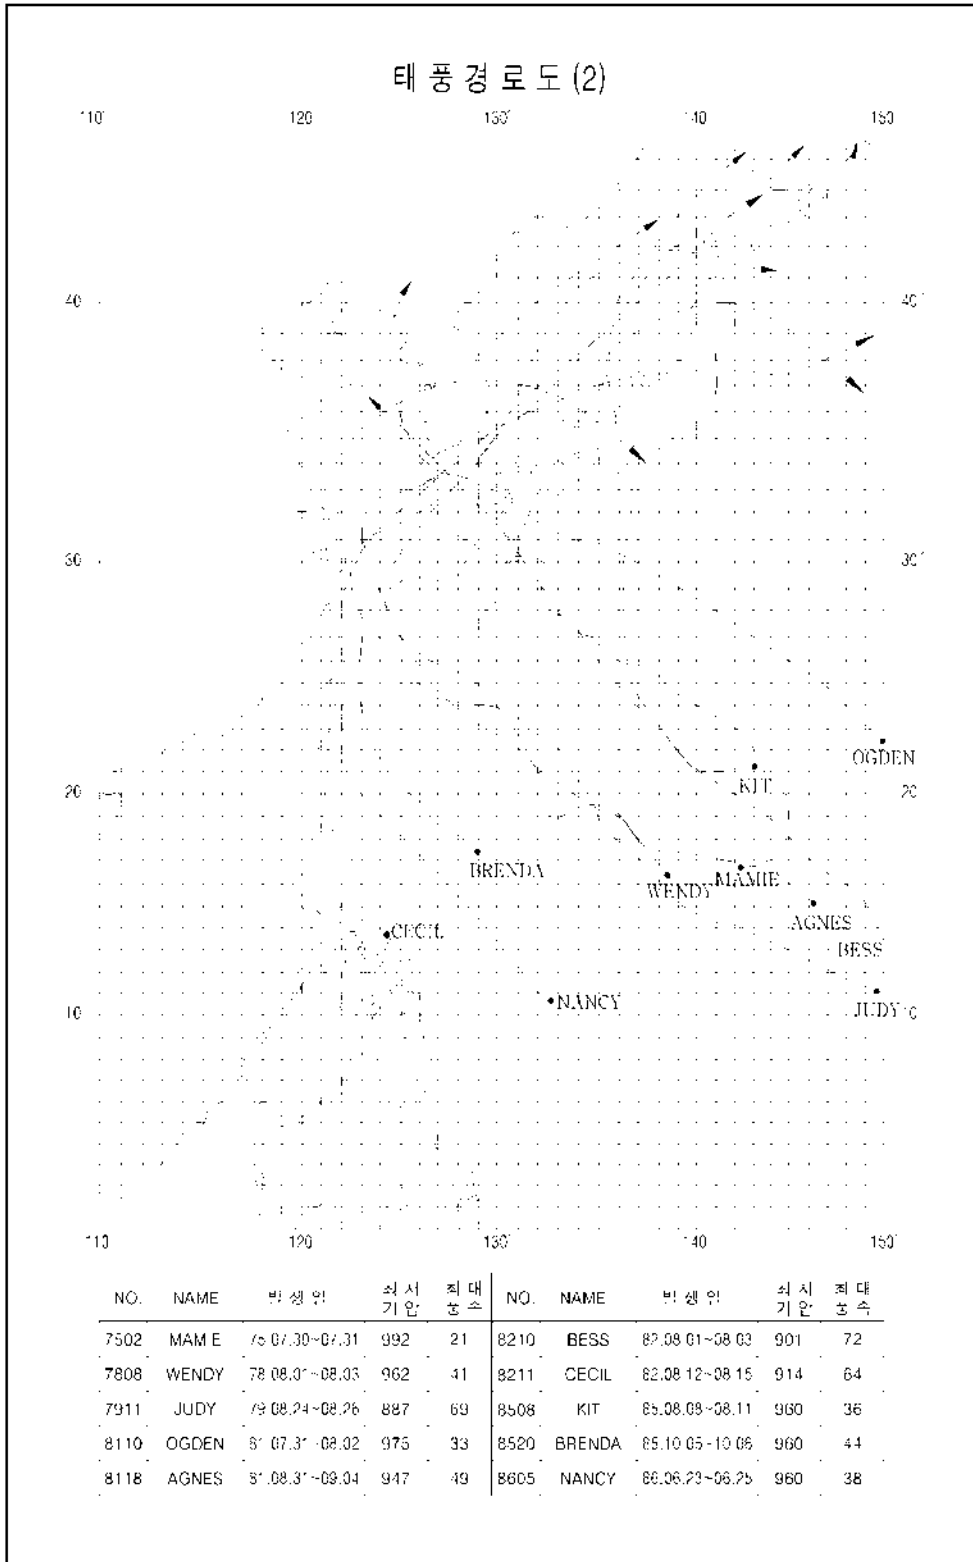 태풍경로도(2)
110° 120 130° 140 150
40 40°
30 30°
OGDEN
KIT
20 20°
BRENDA
WENDY
MAMIE
AGNES
CECIL
BESS
NANCY
JUDY
10 10
110 120 130° 140 150°
NO. NAME 발생일 최저기압 최대풍속 NO. NAME 발생일 최저기압 최대풍속
7502 MAMIE 75.07.30~07.31 992 21 8210 BESS 82.08.01~08.03 901 72
7808 WENDY 78.08.01~08.03 962 41 8211 CECIL 82.08.12~08.15 914 64
7911 JUDY 79.08.24~08.26 887 69 8508 KIT 85.08.08~08.11 960 36
8110 OGDEN 81.07.31~08.02 975 33 8520 BRENDA 85.10.05~10.06 960 44
8118 AGNES 81.08.31~09.04 947 49 8605 NANCY 86.06.23~06.25 960 38